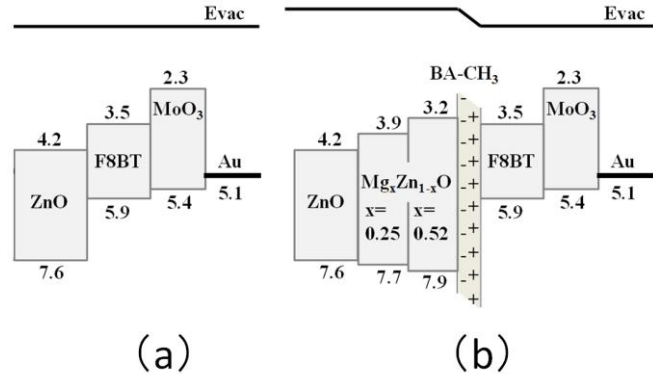 Evac
2.3
MoO3
3.5
4.2
F8BT
Au
ZnO
5.9
5.4
5.1
7.6
(a)
Evac
BA-CH3
2.3
MoO3
3.2
3.5
3.9
4.2
F8BT
Au
MgxZn1-xO
5.1
ZnO
x=
0.25
x=
0.52
5.9
5.4
7.6
7.7
7.9
- +
- +
- +
- +
- +
- +
- +
- +
- +
+
(b)